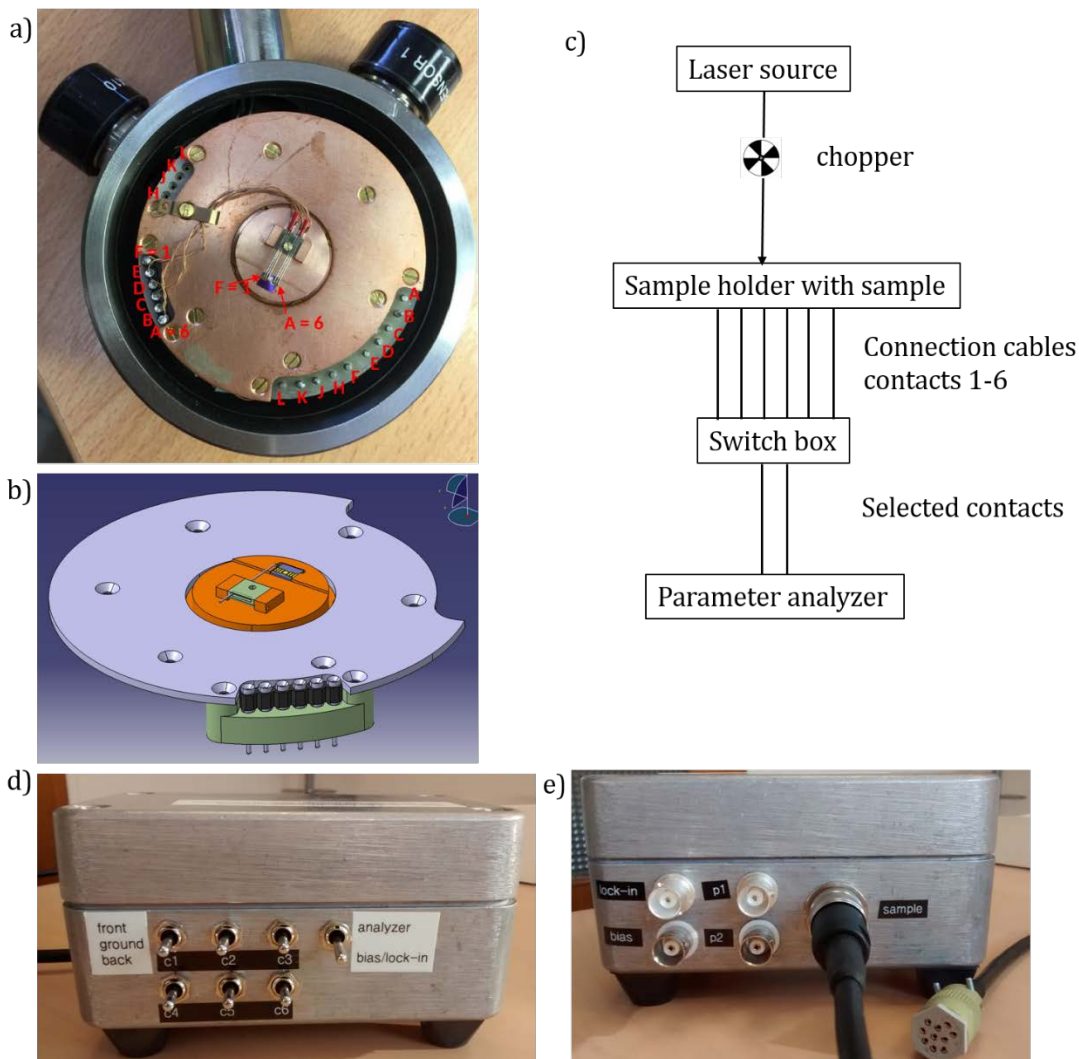 a)
ENSOR 1
L
K
J
H
F = 1
E
D
C
B
A = 6
F = 1
A = 6
A
B
C
D
E
F
H
J
K
L
b)
c)
Laser source
chopper
Sample holder with sample
Connection cables
contacts 1-6
Switch box
Selected contacts
Parameter analyzer
d)
front
ground
back
c1
c2
c3
analyzer
bias/lock-in
c4
c5
c6
e)
lock-in
p1
sample
bias
p2